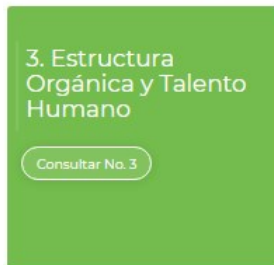 3. Estructura
Orgánica y Talento
Humano
Consultar No. 3